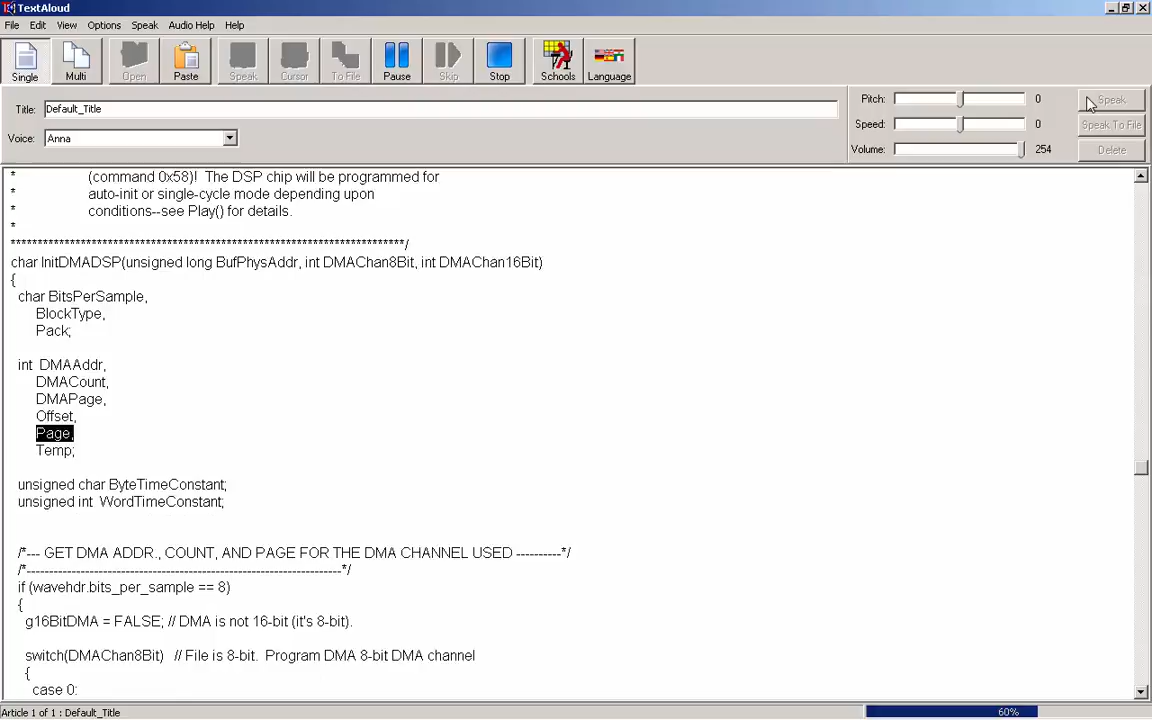 TextAloud
File Edit View Options Speak Audio Help Help
Single Multi Open Paste Speak Cursor To File Pause Skip Stop Schools Language
Title: Default_Title
Voice: Anna
Pitch: 0 Speak
Speed: 0 Speak To File
Volume: 254 Delete
* (command 0x58)! The DSP chip will be programmed for
* auto-init or single-cycle mode depending upon
* conditions--see Play() for details.
*
**************************************************************************/
char InitDMADSP(unsigned long BufPhysAddr, int DMAChan8Bit, int DMAChan16Bit)
{
char BitsPerSample,
BlockType,
Pack;
int DMAAddr,
DMACount,
DMAPage,
Offset,
Page,
Temp;
unsigned char ByteTimeConstant;
unsigned int WordTimeConstant;
/*--- GET DMA ADDR., COUNT, AND PAGE FOR THE DMA CHANNEL USED ----------*/
/*----------------------------------------------------------------------*/
if (wavehdr.bits_per_sample == 8)
{
g16BitDMA = FALSE; // DMA is not 16-bit (it's 8-bit).
switch(DMAChan8Bit) // File is 8-bit. Program DMA 8-bit DMA channel
{
case 0:
Article 1 of 1 : Default_Title 60%